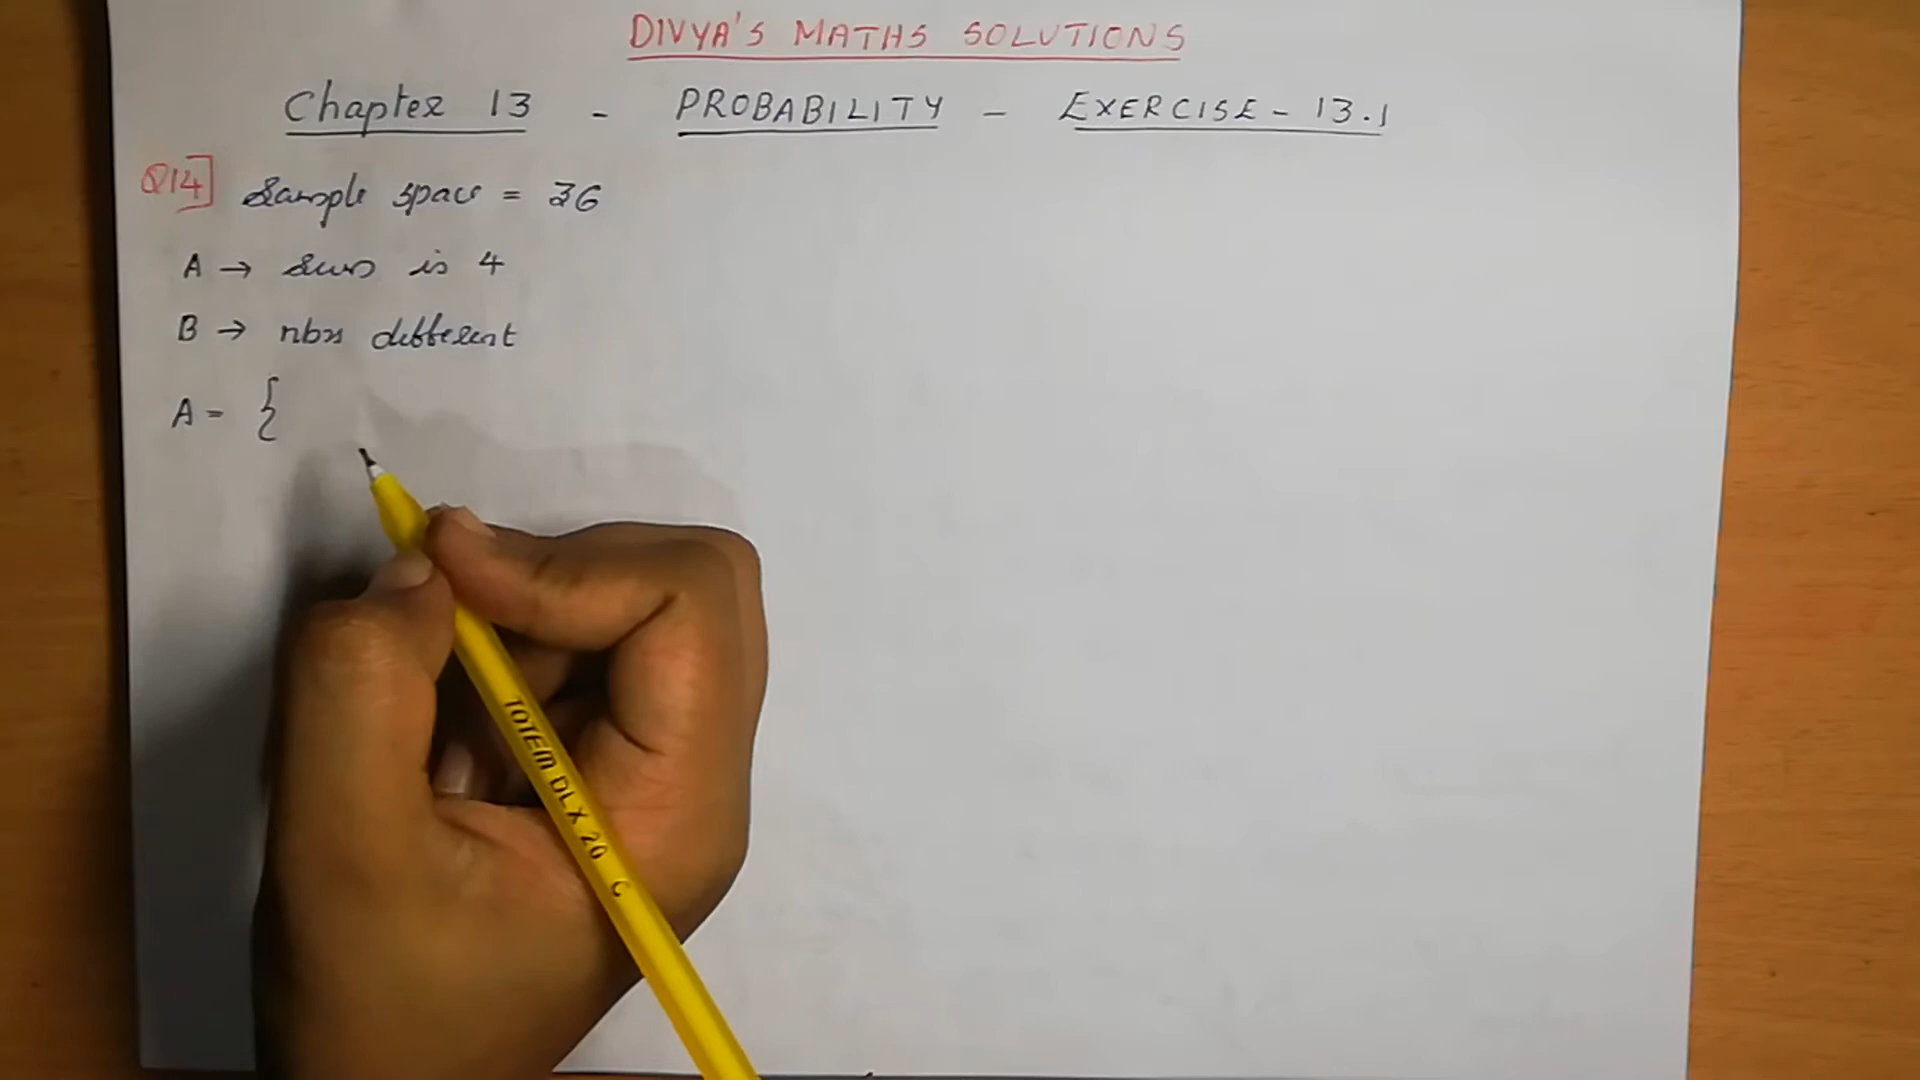 DIVYA'S MATHS SOLUTIONS
Chapter 13 - PROBABILITY - EXERCISE - 13.1
Q14] Sample space = 36
A → sum is 4
B → nbrs different
A = {
TOTEM DLX 20 C